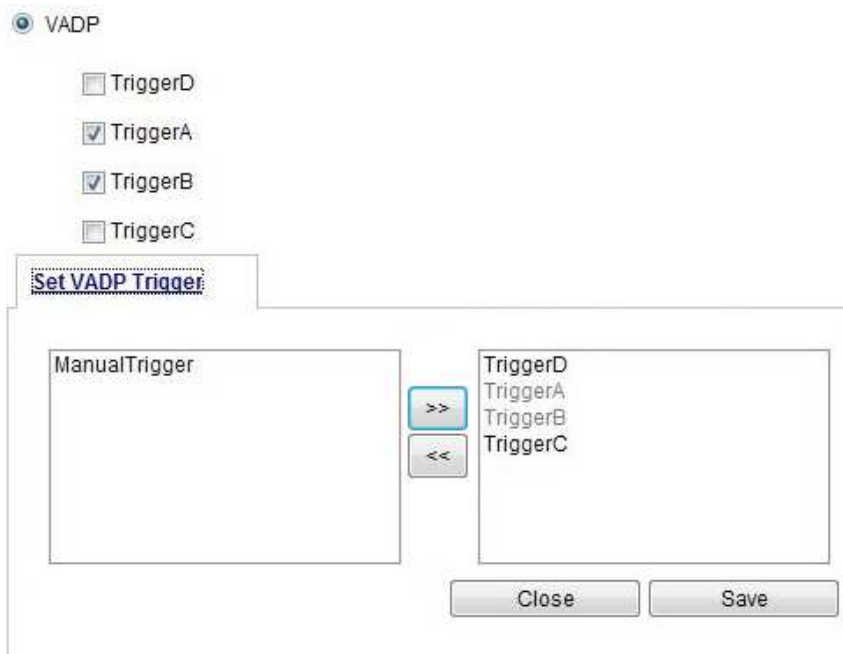 VADP
TriggerD
TriggerA
TriggerB
TriggerC
Set VADP Trigger
ManualTrigger
>>
<<
TriggerD
TriggerA
TriggerB
TriggerC
Close
Save